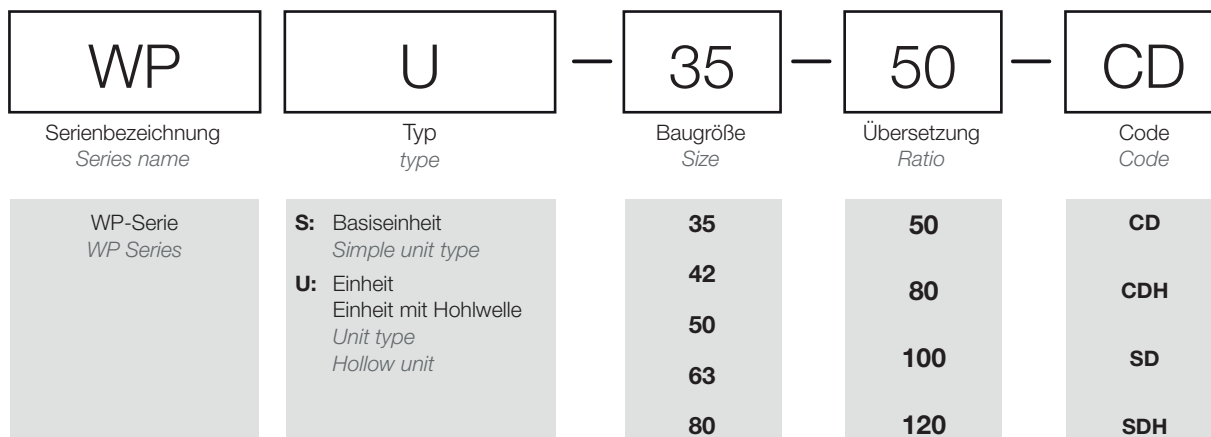 WP U — 35 — 50 — CD
Serienbezeichnung Typ Baugröße Übersetzung Code
Series name type Size Ratio Code
WP-Serie
WP Series
S: Basiseinheit
Simple unit type
U: Einheit
Einheit mit Hohlwelle
Unit type
Hollow unit
35
42
50
63
80
50
80
100
120
CD
CDH
SD
SDH